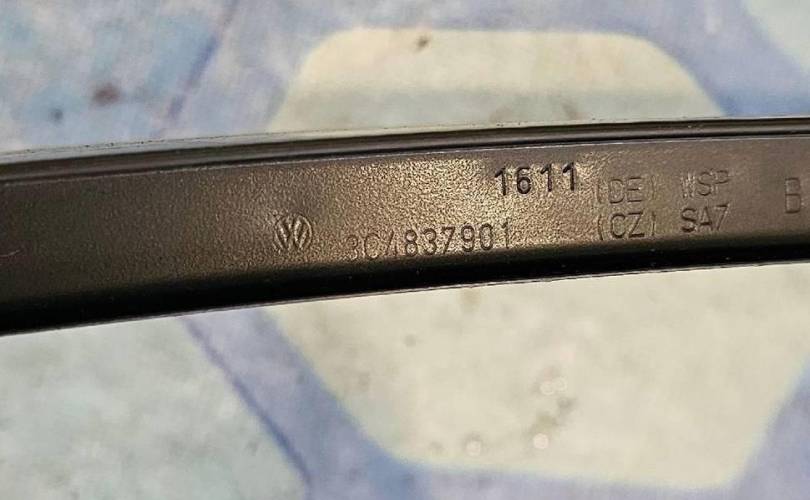 1611
(DE) WSP
(CZ) SA7
B
3C4837901